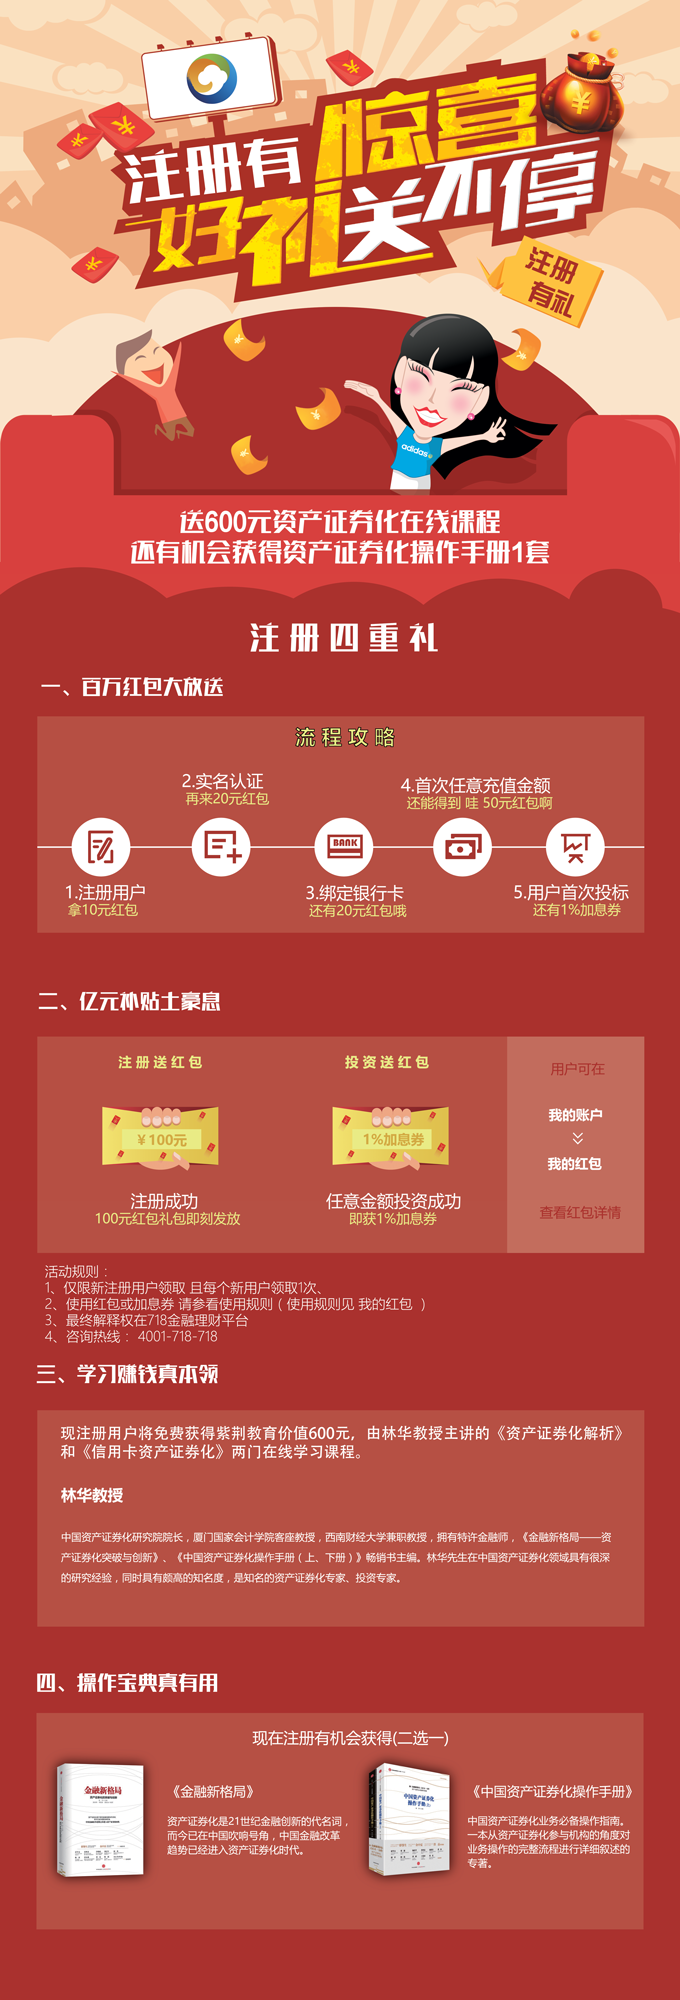 注册有
惊喜
好礼
关不停
注册
有礼
adidas
送600元资产证券化在线课程
还有机会获得资产证券化操作手册1套
注册四重礼
一、百万红包大放送
流程攻略
2.实名认证
再来20元红包
4.首次任意充值金额
还能得到 哇 50元红包啊
BANK
1.注册用户
拿10元红包
3.绑定银行卡
还有20元红包哦
5.用户首次投标
还有1%加息券
二、亿元补贴土豪息
注册送红包
¥100元
注册成功
100元红包礼包即刻发放
投资送红包
1%加息券
任意金额投资成功
即获1%加息券
用户可在
我的账户
我的红包
查看红包详情
活动规则：
1、仅限新注册用户领取 且每个新用户领取1次、
2、使用红包或加息券 请参看使用规则（使用规则见 我的红包 ）
3、最终解释权在718金融理财平台
4、咨询热线： 4001-718-718
三、学习赚钱真本领
现注册用户将免费获得紫荆教育价值600元，由林华教授主讲的《资产证券化解析》
和《信用卡资产证券化》两门在线学习课程。
林华教授
中国资产证券化研究院院长，厦门国家会计学院客座教授，西南财经大学兼职教授，拥有特许金融师，《金融新格局——资
产证券化突破与创新》、《中国资产证券化操作手册（上、下册）》畅销书主编。林华先生在中国资产证券化领域具有很深
的研究经验，同时具有颇高的知名度，是知名的资产证券化专家、投资专家。
四、操作宝典真有用
现在注册有机会获得(二选一)
金融新格局
《金融新格局》
资产证券化是21世纪金融创新的代名词，
而今已在中国吹响号角，中国金融改革
趋势已经进入资产证券化时代。
中国资产证券化
操作手册
《中国资产证券化操作手册》
中国资产证券化业务必备操作指南。
一本从资产证券化参与机构的角度对
业务操作的完整流程进行详细叙述的
专著。